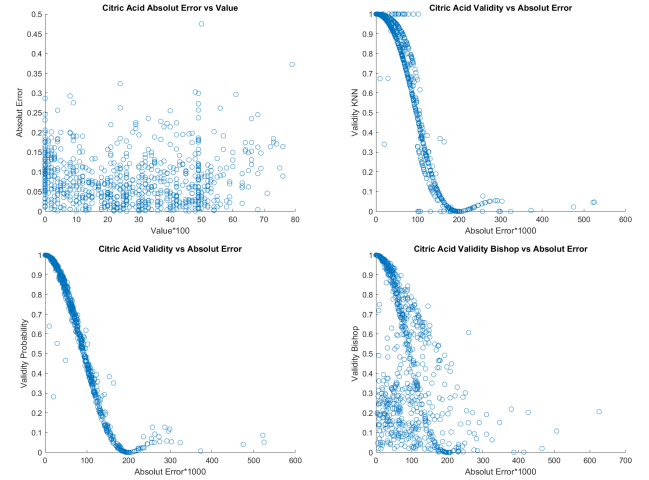 Citric Acid Absolut Error vs Value
Absolut Error
0.5
0.45
0.4
0.35
0.3
0.25
0.2
0.15
0.1
0.05
0
0 10 20 30 40 50 60 70 80
Value*100
Citric Acid Validity vs Absolut Error
Validity KNN
1
0.9
0.8
0.7
0.6
0.5
0.4
0.3
0.2
0.1
0
0 100 200 300 400 500 600
Absolut Error*1000
Citric Acid Validity vs Absolut Error
Validity Probability
1
0.9
0.8
0.7
0.6
0.5
0.4
0.3
0.2
0.1
0
0 100 200 300 400 500 600
Absolut Error*1000
Citric Acid Validity Bishop vs Absolut Error
Validity Bishop
1
0.9
0.8
0.7
0.6
0.5
0.4
0.3
0.2
0.1
0
0 100 200 300 400 500 600 700
Absolut Error*1000